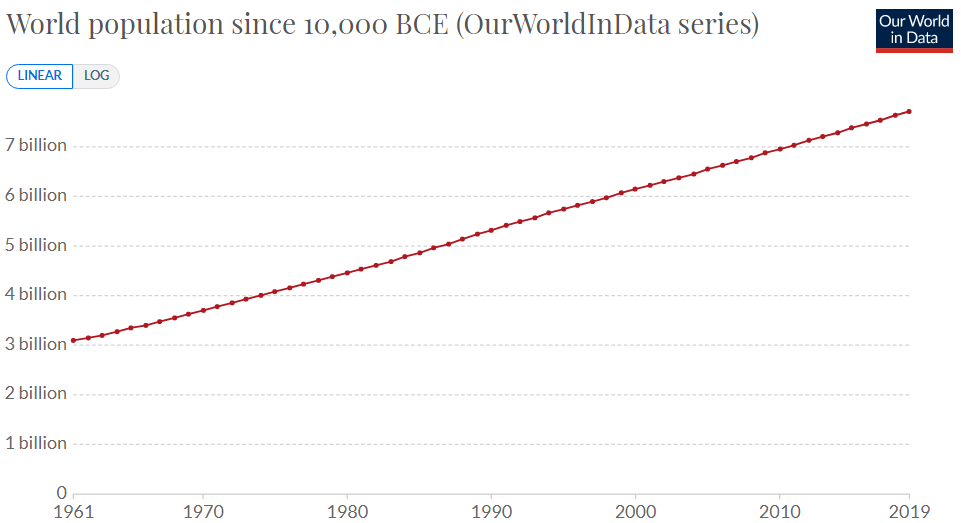 World population since 10,000 BCE (OurWorldInData series)
Our World
in Data
LINEAR LOG
7 billion
6 billion
5 billion
4 billion
3 billion
2 billion
1 billion
0
1961 1970 1980 1990 2000 2010 2019